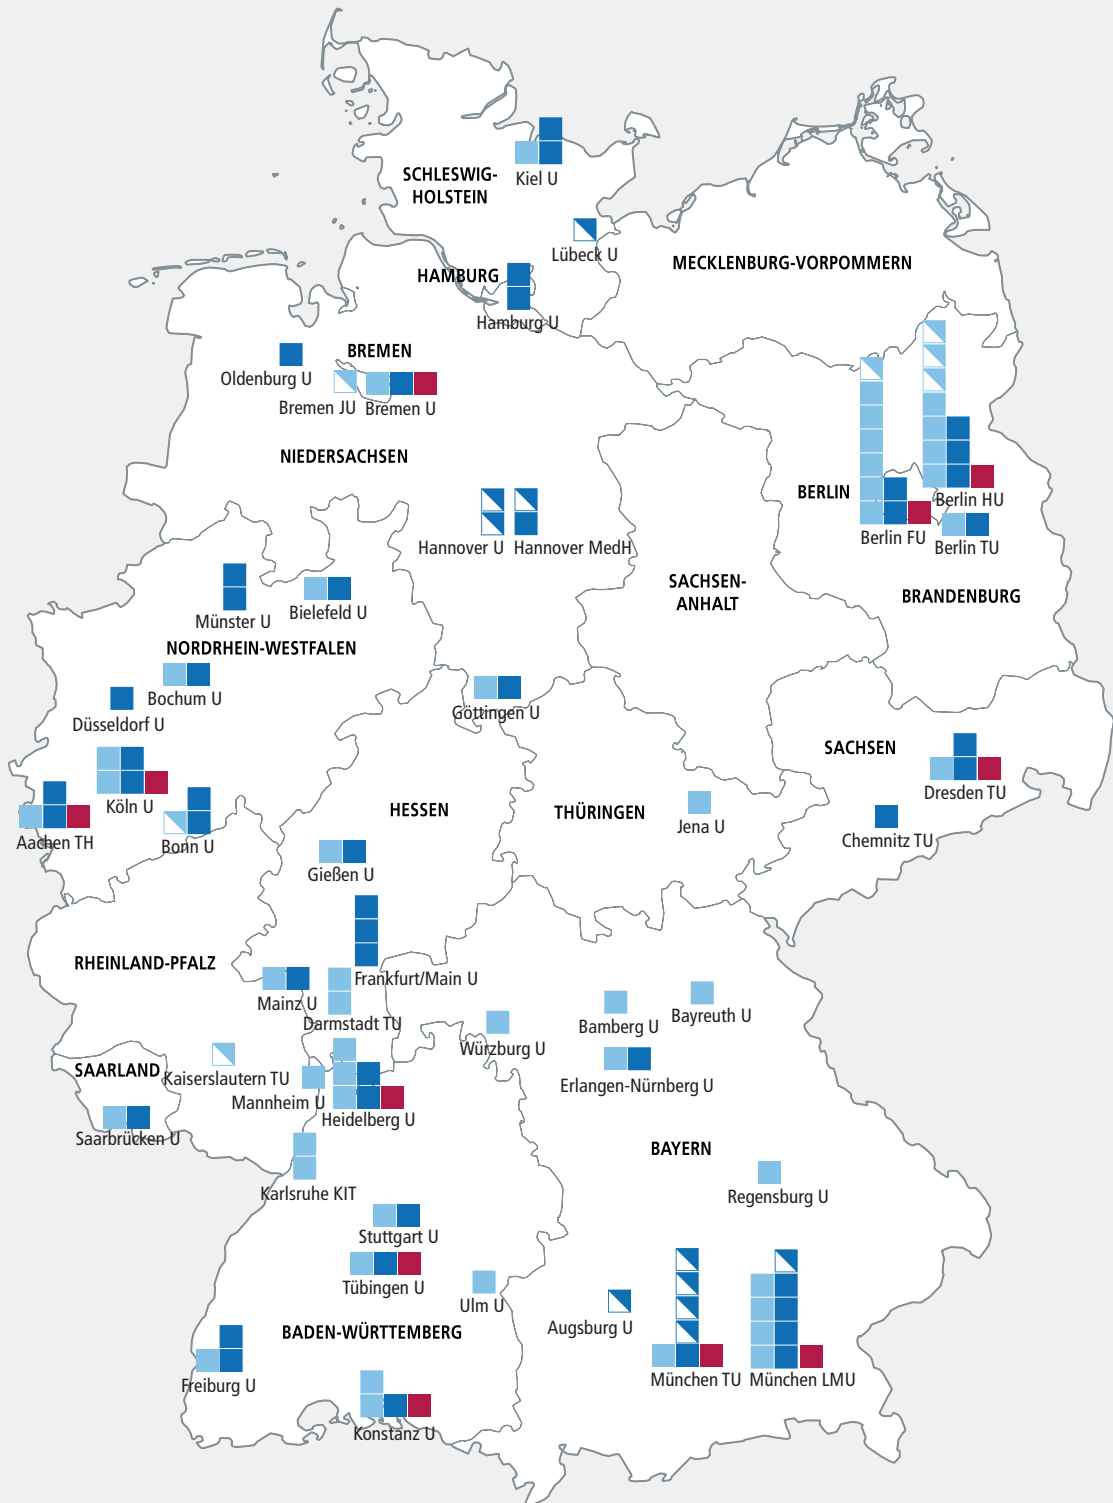 Kiel U
SCHLESWIG-
HOLSTEIN
Lübeck U
MECKLENBURG-VORPOMMERN
HAMBURG
Hamburg U
BREMEN
Oldenburg U
Bremen JU
Bremen U
NIEDERSACHSEN
BERLIN
Berlin HU
Berlin FU
Berlin TU
Hannover U
Hannover MedH
SACHSEN-
ANHALT
BRANDENBURG
Münster U
Bielefeld U
NORDRHEIN-WESTFALEN
Bochum U
Düsseldorf U
Göttingen U
SACHSEN
Dresden TU
Köln U
HESSEN
THÜRINGEN
Jena U
Chemnitz TU
Aachen TH
Bonn U
Gießen U
RHEINLAND-PFALZ
Frankfurt/Main U
Mainz U
Darmstadt TU
Bamberg U
Bayreuth U
Würzburg U
SAARLAND
Kaiserslautern TU
Erlangen-Nürnberg U
Mannheim U
Heidelberg U
Saarbrücken U
BAYERN
Karlsruhe KIT
Regensburg U
Stuttgart U
Tübingen U
Ulm U
Augsburg U
BADEN-WÜRTTEMBERG
Freiburg U
München TU
München LMU
Konstanz U